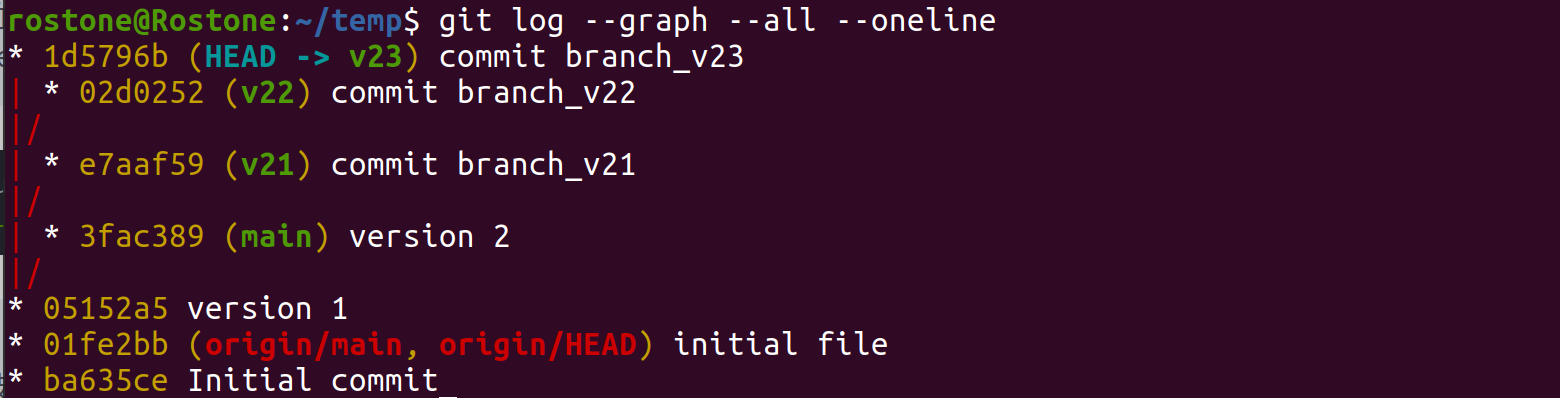 rostone@Rostone:~/temp$ git log --graph --all --oneline
* 1d5796b (HEAD -> v23) commit branch_v23
| * 02d0252 (v22) commit branch_v22
|/
| * e7aaf59 (v21) commit branch_v21
|/
| * 3fac389 (main) version 2
|/
* 05152a5 version 1
* 01fe2bb (origin/main, origin/HEAD) initial file
* ba635ce Initial commit